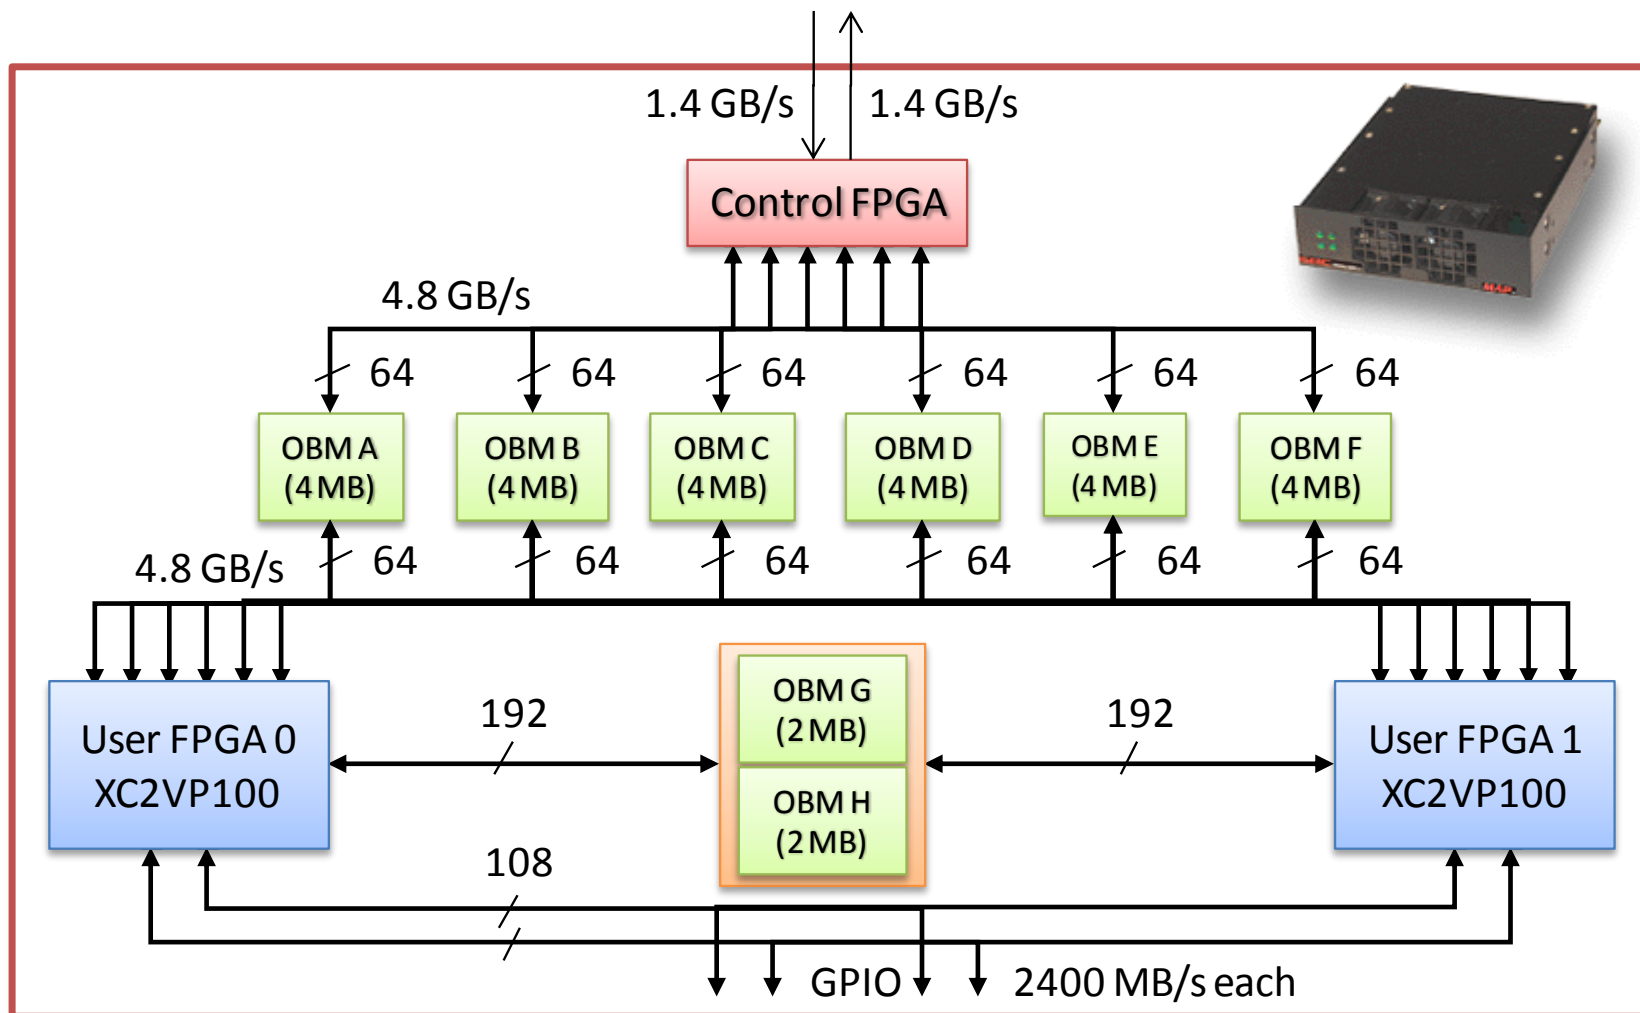 1.4 GB/s
1.4 GB/s
Control FPGA
4.8 GB/s
64
64
64
64
64
64
OBM A
(4 MB)
OBM B
(4 MB)
OBM C
(4 MB)
OBM D
(4 MB)
OBM E
(4 MB)
OBM F
(4 MB)
4.8 GB/s
64
64
64
64
64
64
User FPGA 0
XC2VP100
192
OBM G
(2 MB)
OBM H
(2 MB)
192
User FPGA 1
XC2VP100
108
GPIO
2400 MB/s each
SRC
MAP